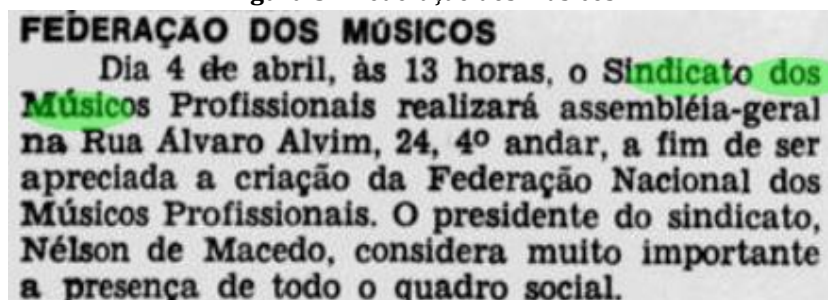 FEDERAÇÃO DOS MÚSICOS
Dia 4 de abril, às 13 horas, o Sindicato dos
Músicos Profissionais realizará assembléia-geral
na Rua Álvaro Alvim, 24, 4º andar, a fim de ser
apreciada a criação da Federação Nacional dos
Músicos Profissionais. O presidente do sindicato,
Nélson de Macedo, considera muito importante
a presença de todo o quadro social.